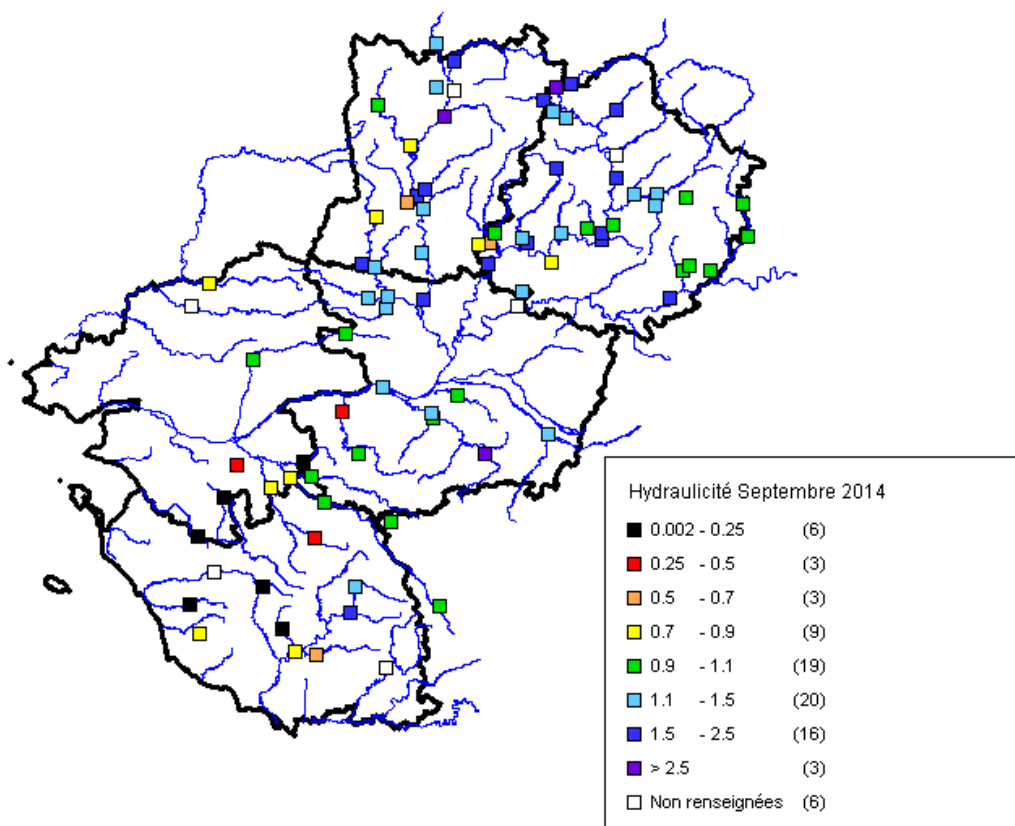 Hydraulicité Septembre 2014
0.002 - 0.25 (6)
0.25 - 0.5 (3)
0.5 - 0.7 (3)
0.7 - 0.9 (9)
0.9 - 1.1 (19)
1.1 - 1.5 (20)
1.5 - 2.5 (16)
> 2.5 (3)
Non renseignées (6)